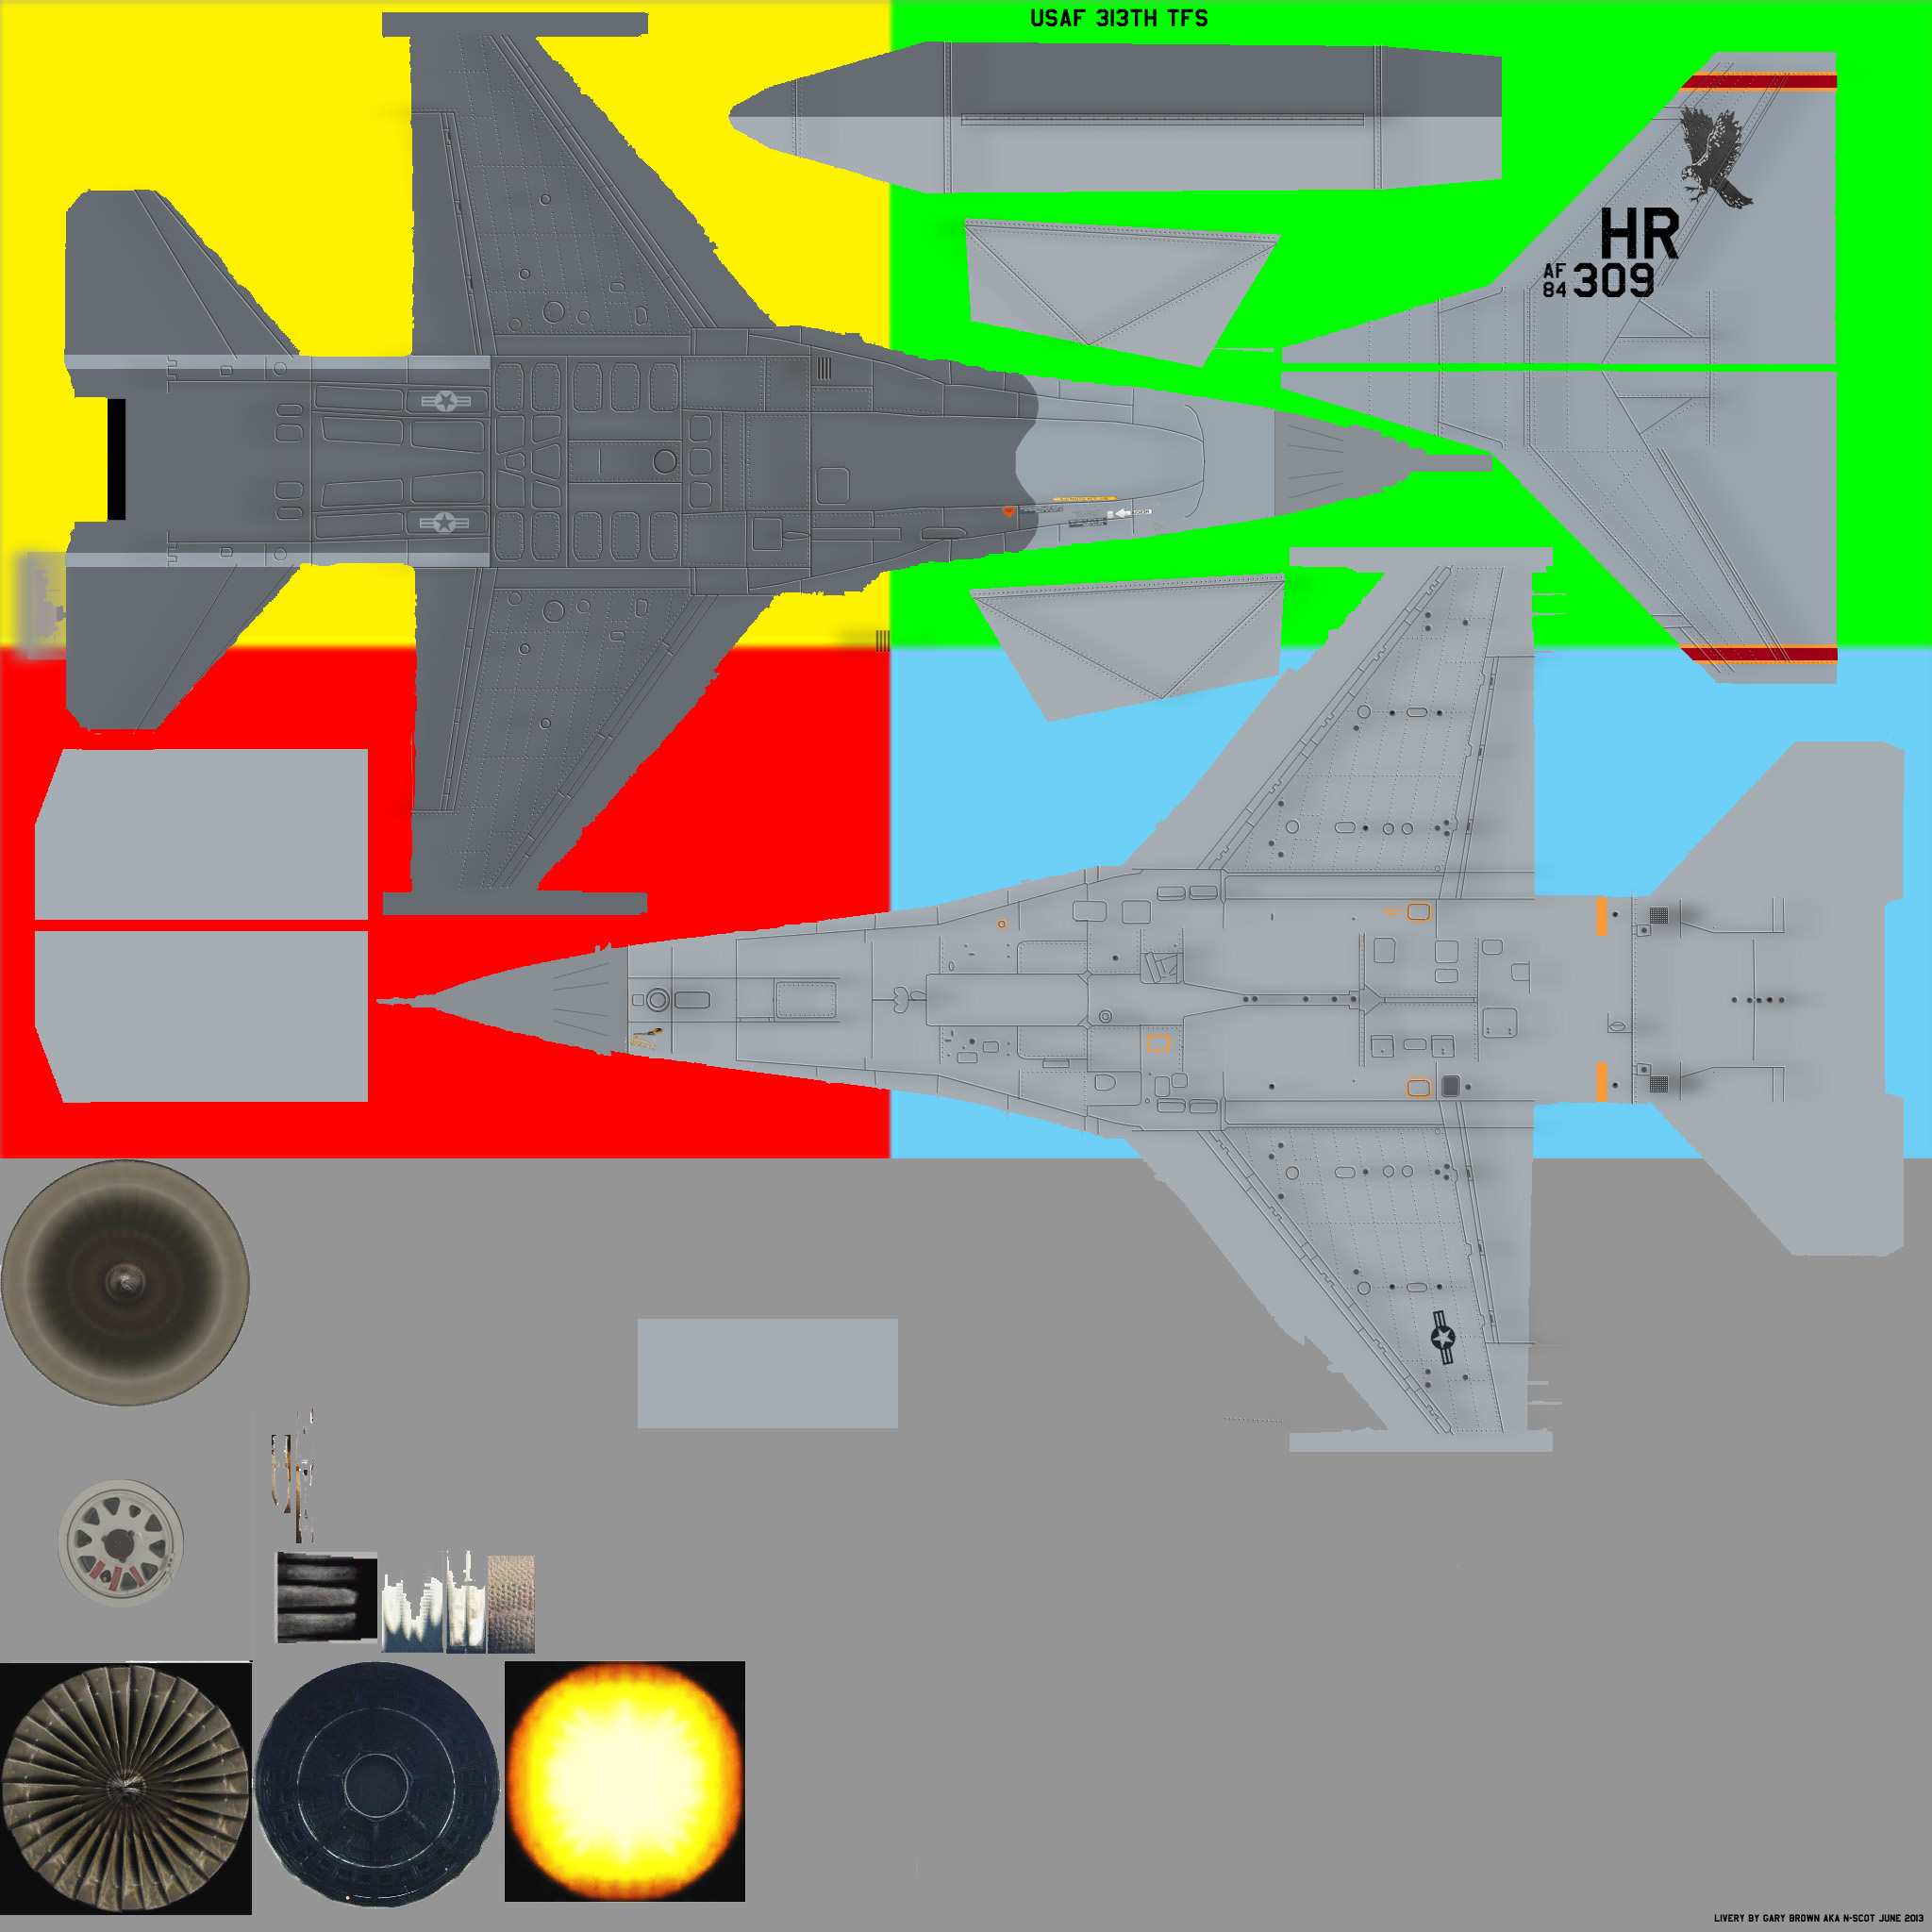 USAF 313TH TFS
HR
AF
84 309
LIVERY BY GARY BROWN AKA N-SCOT JUNE 2013